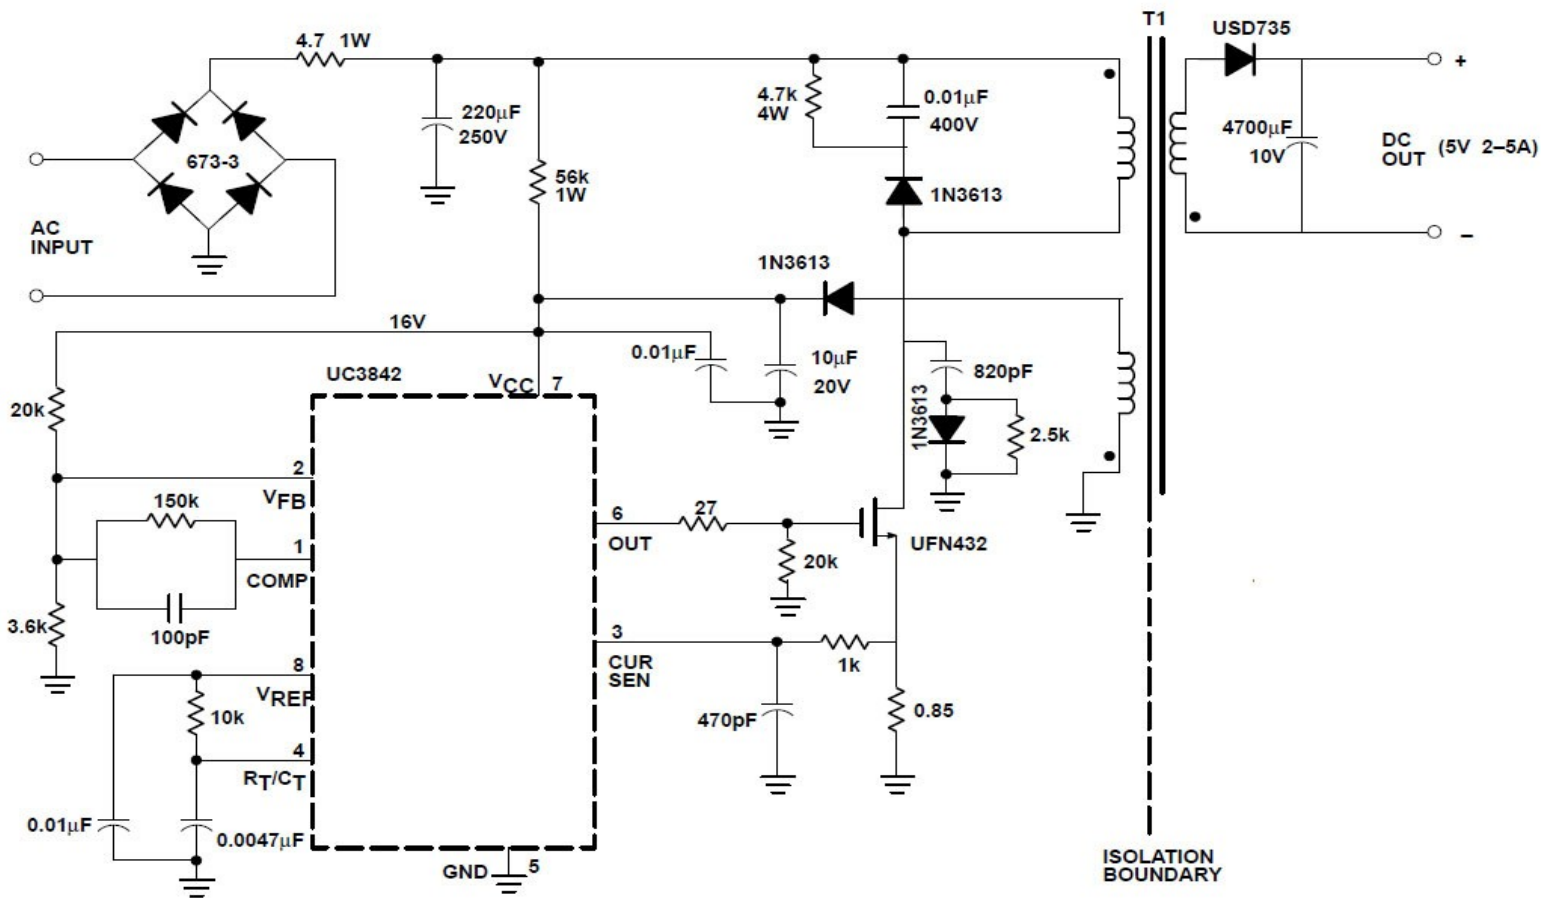 T1
USD735
4.7 1W
+
220µF
250V
4.7k
4W
0.01µF
400V
4700µF
10V
DC
OUT (5V 2–5A)
673-3
56k
1W
1N3613
AC
INPUT
–
1N3613
16V
0.01µF
10µF
20V
820pF
UC3842
VCC 7
1N3613
20k
2.5k
2
VFB
150k
27
6
OUT
UFN432
1
COMP
20k
3.6k
100pF
3
CUR
SEN
1k
8
VREF
10k
470pF
0.85
4
RT/CT
0.01µF
0.0047µF
GND 5
ISOLATION
BOUNDARY